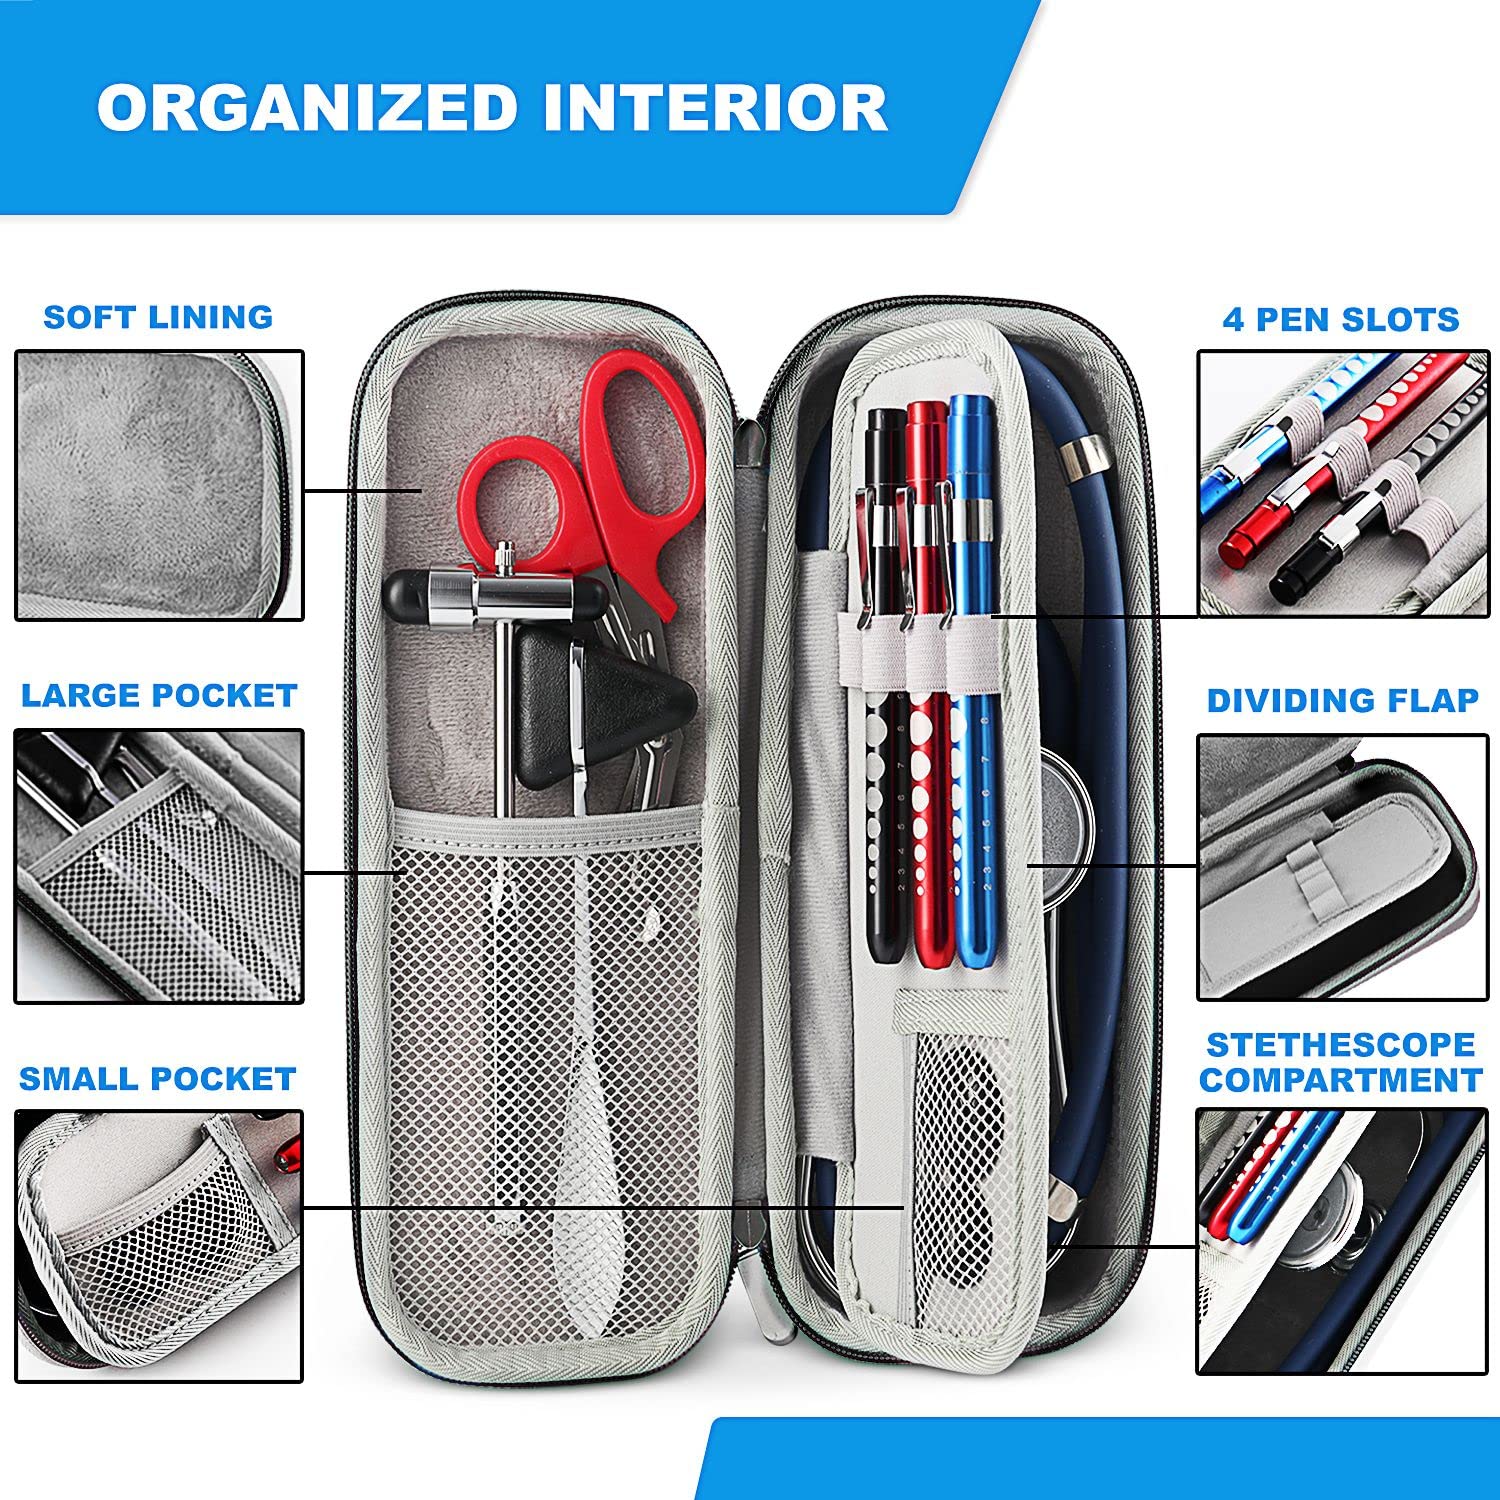 ORGANIZED INTERIOR
SOFT LINING
4 PEN SLOTS
LARGE POCKET
DIVIDING FLAP
SMALL POCKET
STETHESCOPE
COMPARTMENT